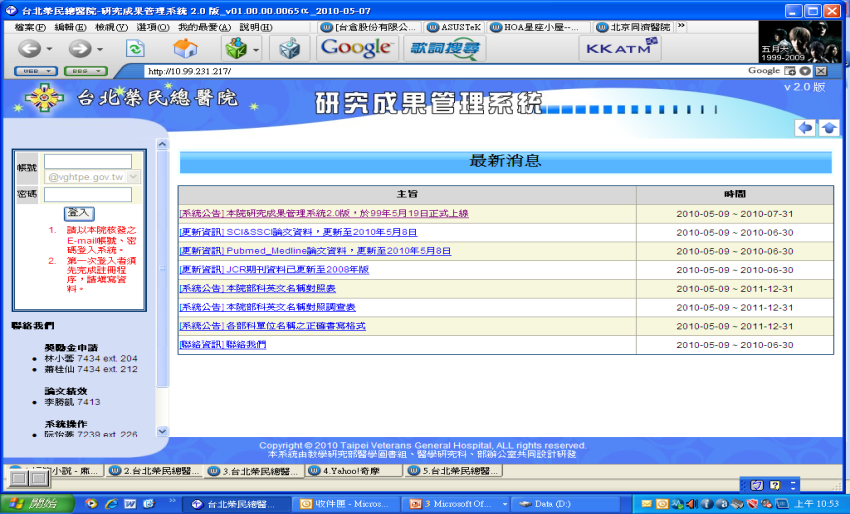 台北榮民總醫院-研究成果管理系統 2.0 版_v01.00.00.0065α_2010-05-07
檔案(F) 編輯(E) 檢視(V) 選項(O) 我的最愛(A) 說明(H)
[台倉股份有限公... ASUSTeK HOA星座小屋--... 北京同濟醫院 »
Google 歌詞搜尋 KKATM
五月天
1999-2009
WEB BBS http://10.99.231.217/ Google
台北榮民總醫院 研究成果管理系統 v 2.0 版
最新消息
帳號
@vghtpe.gov.tw
密碼
登入
1. 請以本院核發之E-mail帳號、密碼登入系統。
2. 第一次登入者須先完成註冊程序，請填寫資料。
聯絡我們
獎勵金申請
林小蕾 7434 ext. 204
蕭桂仙 7434 ext. 212
論文績效
李勝凱 7413
系統操作
7239 ext. 226
主旨 時間
[系統公告] 本院研究成果管理系統2.0版，於99年5月19日正式上線 2010-05-09 ~ 2010-07-31
[更新資訊] SCI&SSCI論文資料，更新至2010年5月8日 2010-05-09 ~ 2010-06-30
[更新資訊] Pubmed_Medline論文資料，更新至2010年5月8日 2010-05-09 ~ 2010-06-30
[更新資訊] JCR期刊資料已更新至2008年版 2010-05-09 ~ 2010-06-30
[系統公告] 本院部科英文名稱對照表 2010-05-09 ~ 2011-12-31
[系統公告] 本院部科英文名稱對照調查表 2010-05-09 ~ 2011-12-31
[系統公告] 各部科單位名稱之正確書寫格式 2010-05-09 ~ 2011-12-31
[聯絡資訊] 聯絡我們 2010-05-09 ~ 2010-06-30
Copyright © 2010 Taipei Veterans General Hospital, ALL rights reserved.
本系統由教學研究部醫學圖書組、醫學研究科、部辦公室共同設計研發
小說 - 席... 2.台北榮民總醫... 3.台北榮民總醫... 4.Yahoo!奇摩 5.台北榮民總醫...
開始 » 台北榮民總醫... 收件匣 - Micros... 3 Microsoft Of... Data (D:) 上午 10:53